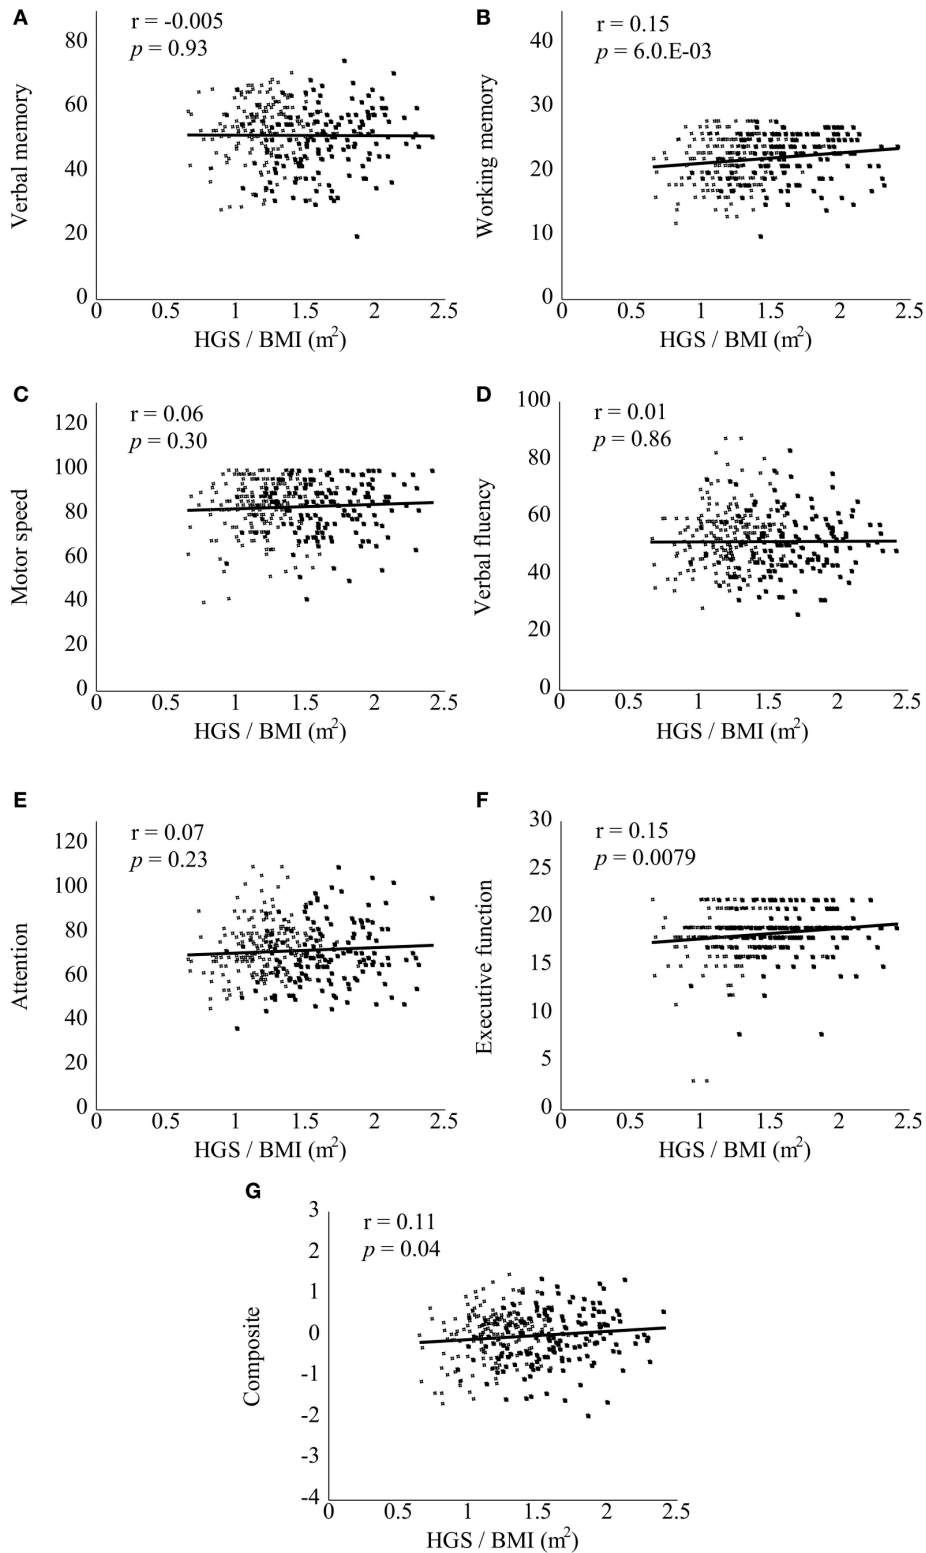 A
r = -0.005
p = 0.93
80
60
40
20
0
Verbal memory
0 0.5 1 1.5 2 2.5
HGS / BMI (m²)
B
r = 0.15
p = 6.0.E-03
40
30
20
10
0
Working memory
0 0.5 1 1.5 2 2.5
HGS / BMI (m²)
C
r = 0.06
p = 0.30
120
100
80
60
40
20
0
Motor speed
0 0.5 1 1.5 2 2.5
HGS / BMI (m²)
D
r = 0.01
p = 0.86
100
80
60
40
20
0
Verbal fluency
0 0.5 1 1.5 2 2.5
HGS / BMI (m²)
E
r = 0.07
p = 0.23
120
100
80
60
40
20
0
Attention
0 0.5 1 1.5 2 2.5
HGS / BMI (m²)
F
r = 0.15
p = 0.0079
30
25
20
15
10
5
0
Executive function
0 0.5 1 1.5 2 2.5
HGS / BMI (m²)
G
r = 0.11
p = 0.04
3
2
1
0
-1
-2
-3
-4
Composite
0 0.5 1 1.5 2 2.5
HGS / BMI (m²)